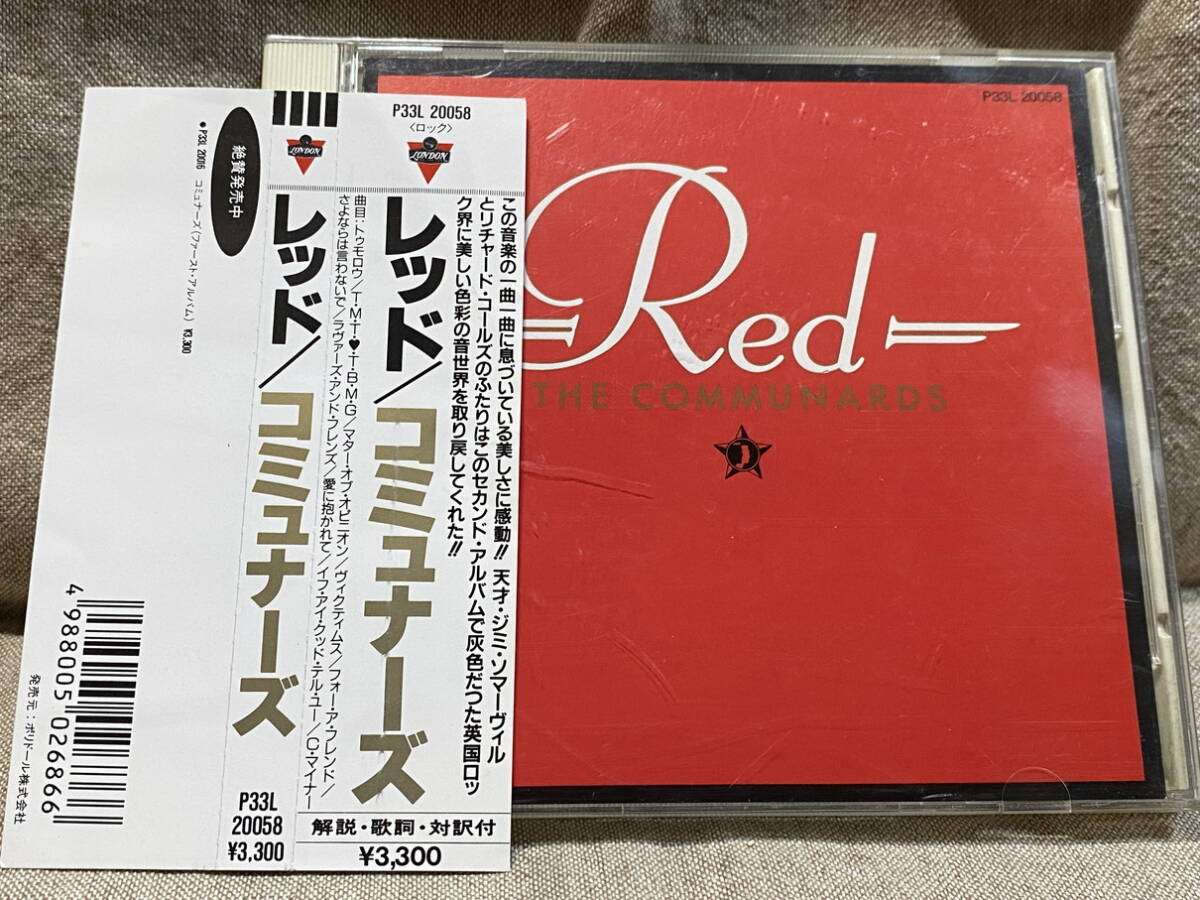 P33L 20058
〈ロック〉
LONDON
この音楽の一曲一曲に息づいている美しさに感動!! 天才・ジミ・ソマーヴィル
とリチャード・コールズのふたりはこのセカンド・アルバムで灰色だった英国ロッ
ク界に美しい色彩の音世界を取り戻してくれた!!
レッド/コミュナーズ
曲目:トゥモロウ/T・M・T・♥・T・B・M・G/マター・オブ・オピニオン/ヴィクティムス/フォー・ア・フレンド/
さよならは言わないで/ラヴァーズ・アンド・フレンズ/愛に抱かれて/イフ・アイ・クッド・テル・ユー/C・マイナー
解説・歌詞・対訳付
¥3,300
LONDON
レッド/コミュナーズ
P33L
20058
¥3,300
絶賛発売中
●P33L 20016 コミュナーズ(ファースト・アルバム) ¥3,300
4988005026866
発売元:ポリドール株式会社
P33L 20058
Red
THE COMMUNARDS